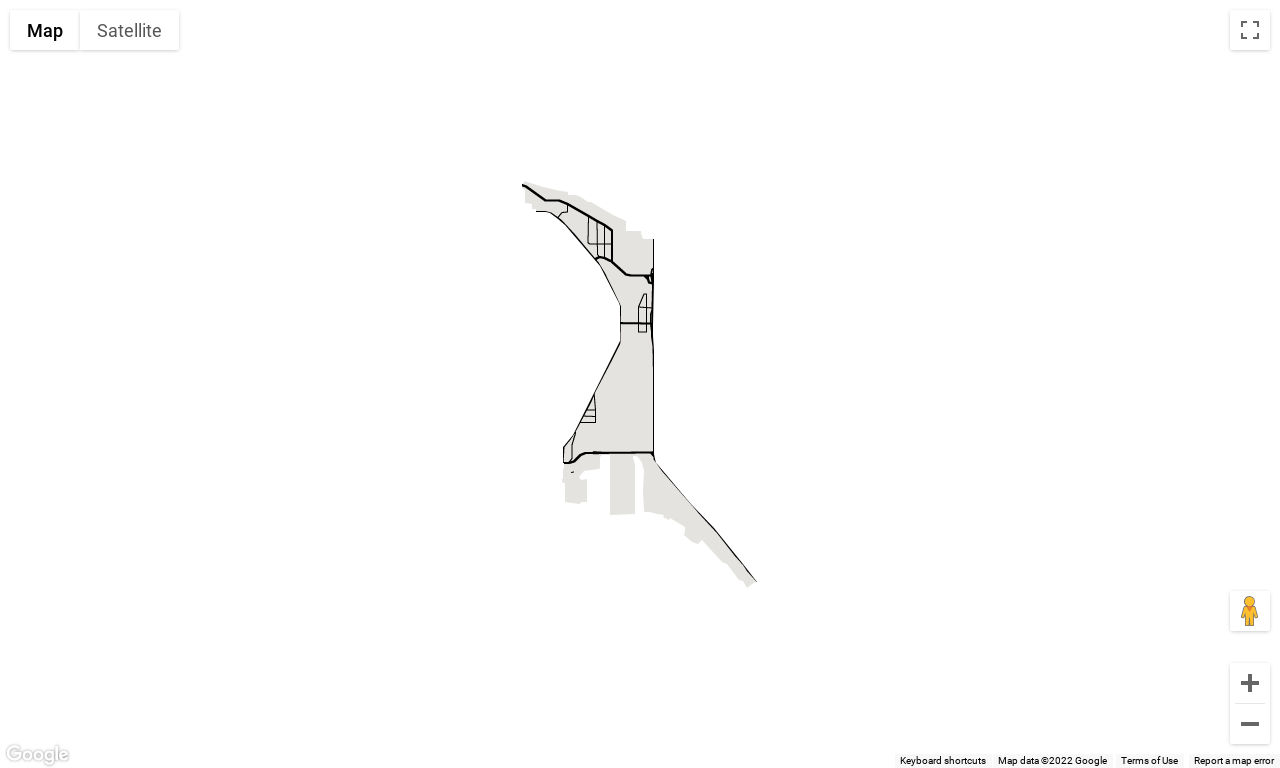 Map Satellite
Google
Keyboard shortcuts Map data ©2022 Google Terms of Use Report a map error